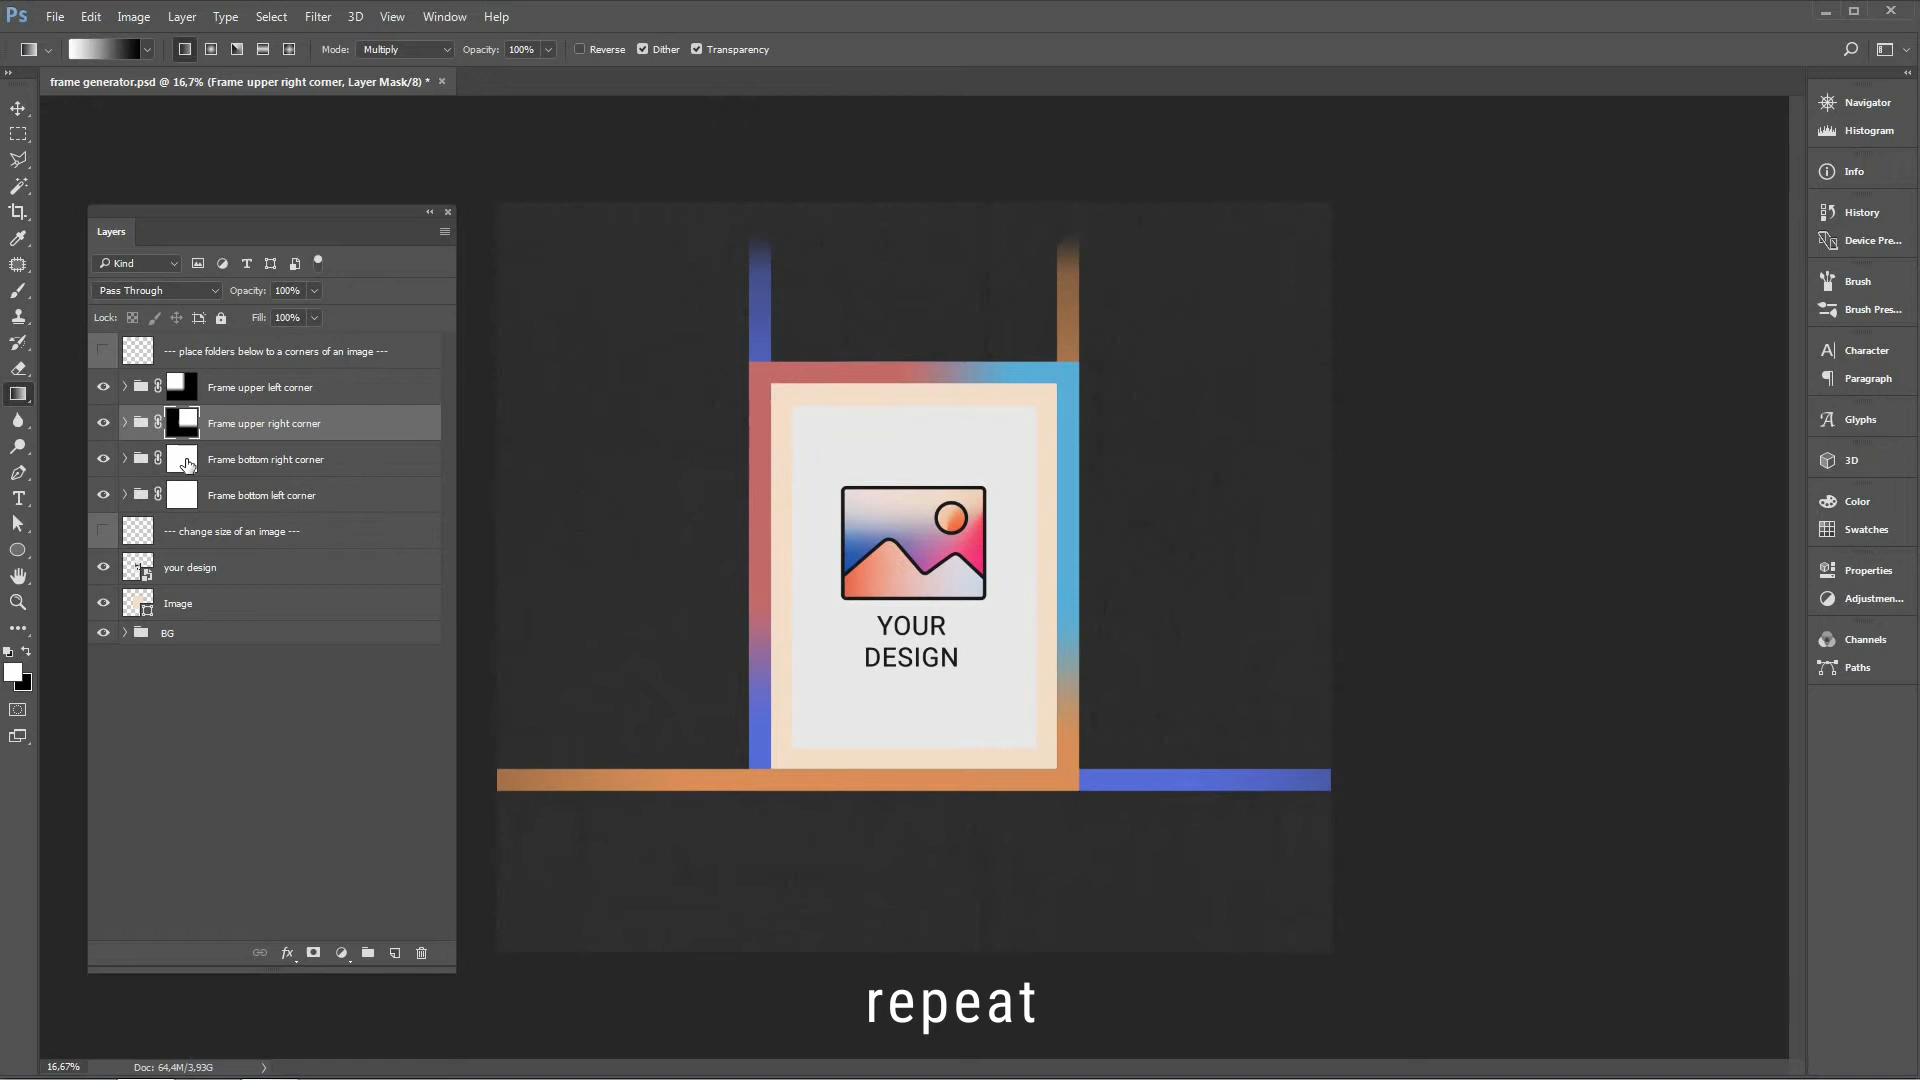 Ps File Edit Image Layer Type Select Filter 3D View Window Help
Mode: Multiply Opacity: 100% Reverse Dither Transparency
frame generator.psd @ 16,7% (Frame upper right corner, Layer Mask/8) *
Layers
Kind
Pass Through Opacity: 100%
Lock: Fill: 100%
--- place folders below to a corners of an image ---
Frame upper left corner
Frame upper right corner
Frame bottom right corner
Frame bottom left corner
--- change size of an image ---
your design
Image
BG
fx
YOUR
DESIGN
repeat
Navigator
Histogram
Info
History
Device Pre...
Brush
Brush Pres...
Character
Paragraph
Glyphs
3D
Color
Swatches
Properties
Adjustmen...
Channels
Paths
16,67% Doc: 64,4M/3,93G